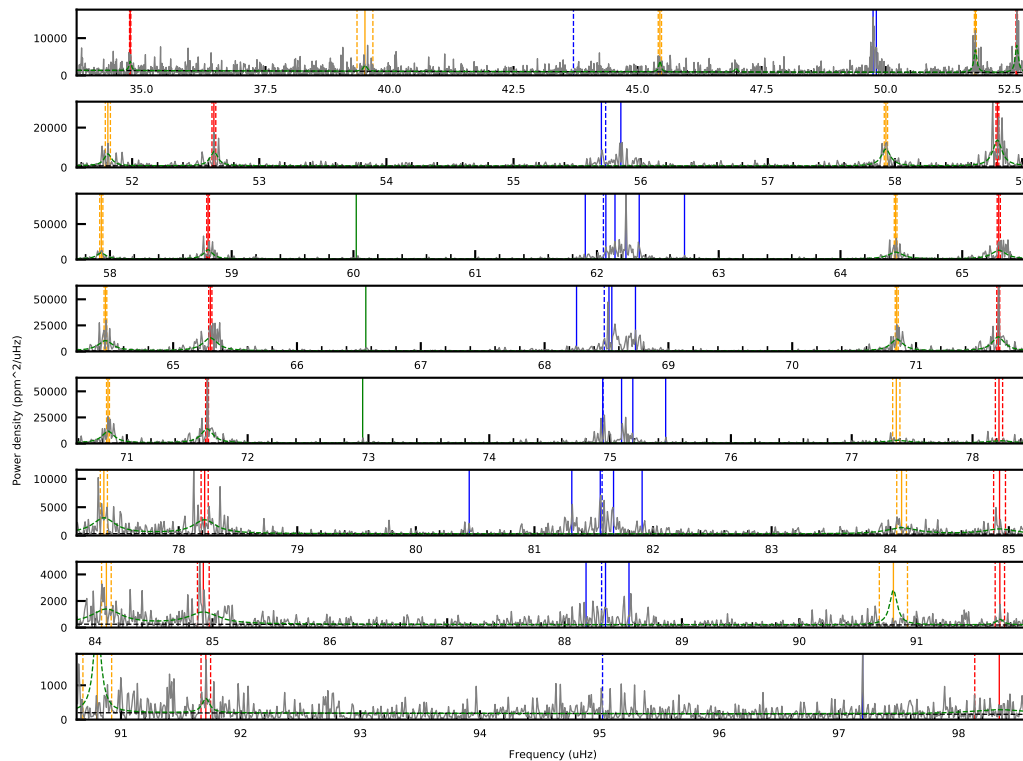 10000
0
35.0 37.5 40.0 42.5 45.0 47.5 50.0 52.5
20000
0
52 53 54 55 56 57 58
50000
0
58 59 60 61 62 63 64 65
50000
25000
0
65 66 67 68 69 70 71
50000
25000
0
71 72 73 74 75 76 77 78
10000
5000
0
78 79 80 81 82 83 84 85
4000
2000
0
84 85 86 87 88 89 90 91
1000
0
91 92 93 94 95 96 97 98
Power density (ppm^2/uHz)
Frequency (uHz)